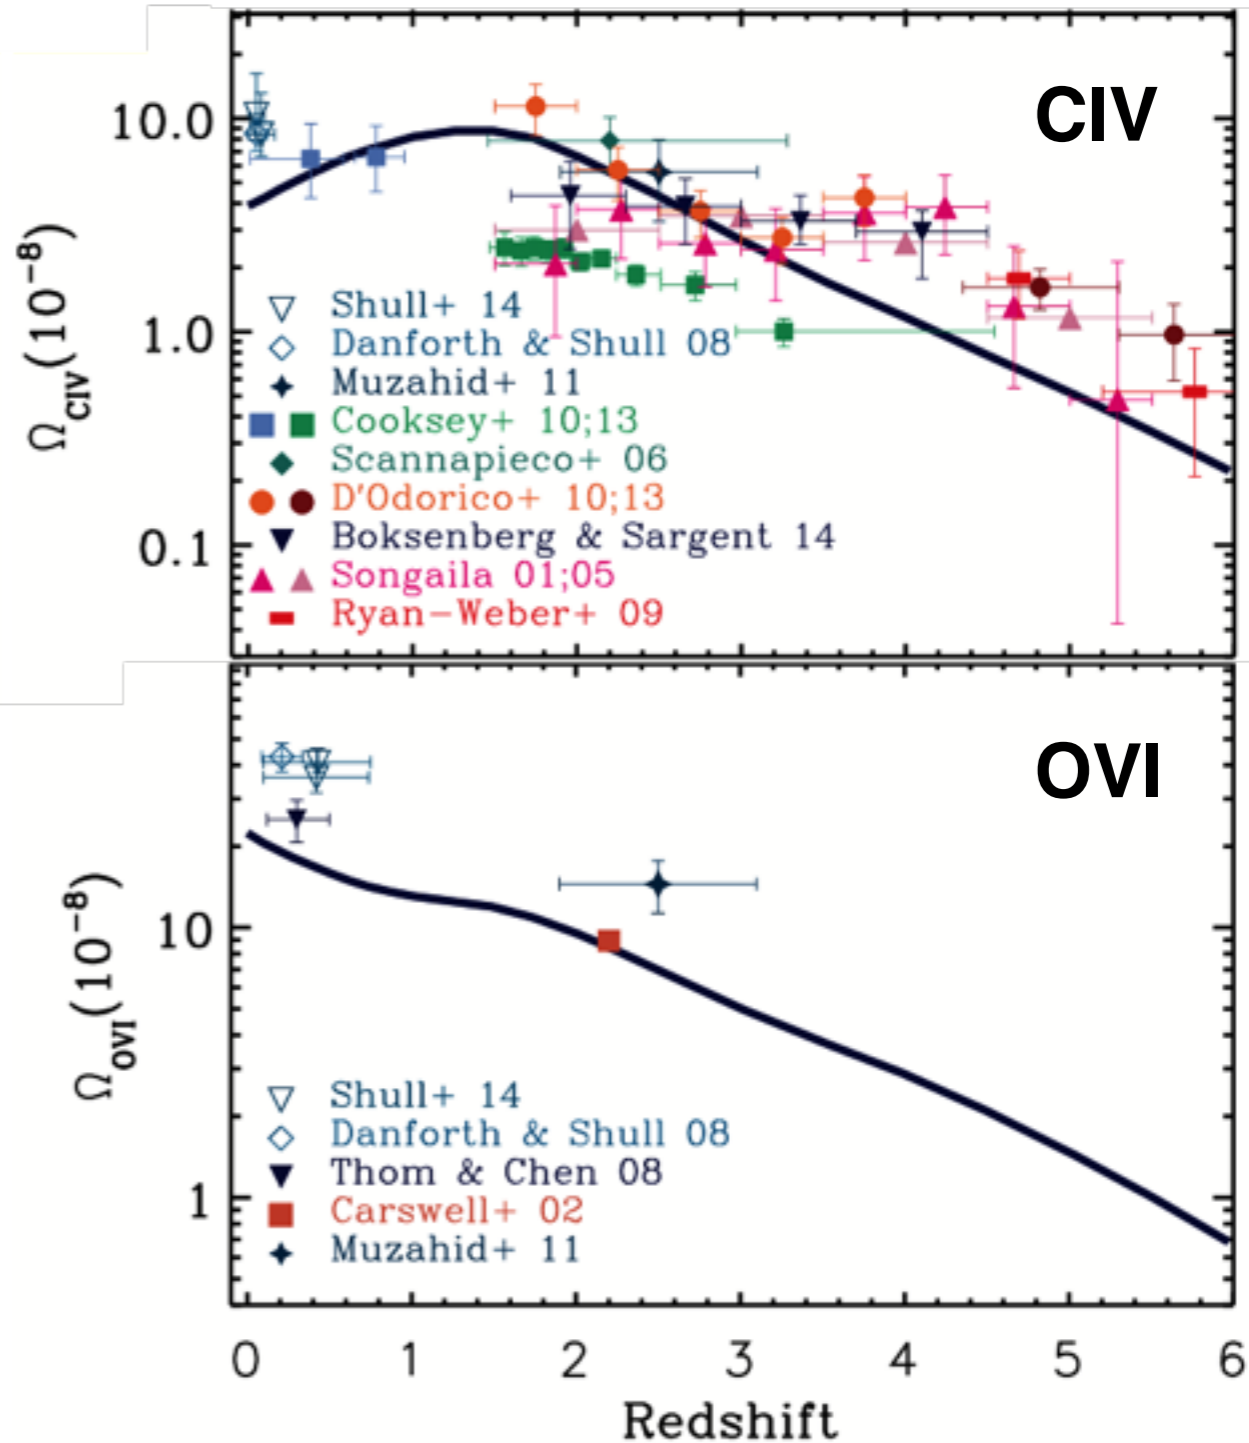 CIV
10.0
1.0
0.1
Ω_CIV(10⁻⁸)
Shull+ 14
Danforth & Shull 08
Muzahid+ 11
Cooksey+ 10;13
Scannapieco+ 06
D'Odorico+ 10;13
Boksenberg & Sargent 14
Songaila 01;05
Ryan-Weber+ 09
OVI
10
1
Ω_OVI(10⁻⁸)
Shull+ 14
Danforth & Shull 08
Thom & Chen 08
Carswell+ 02
Muzahid+ 11
0 1 2 3 4 5 6
Redshift